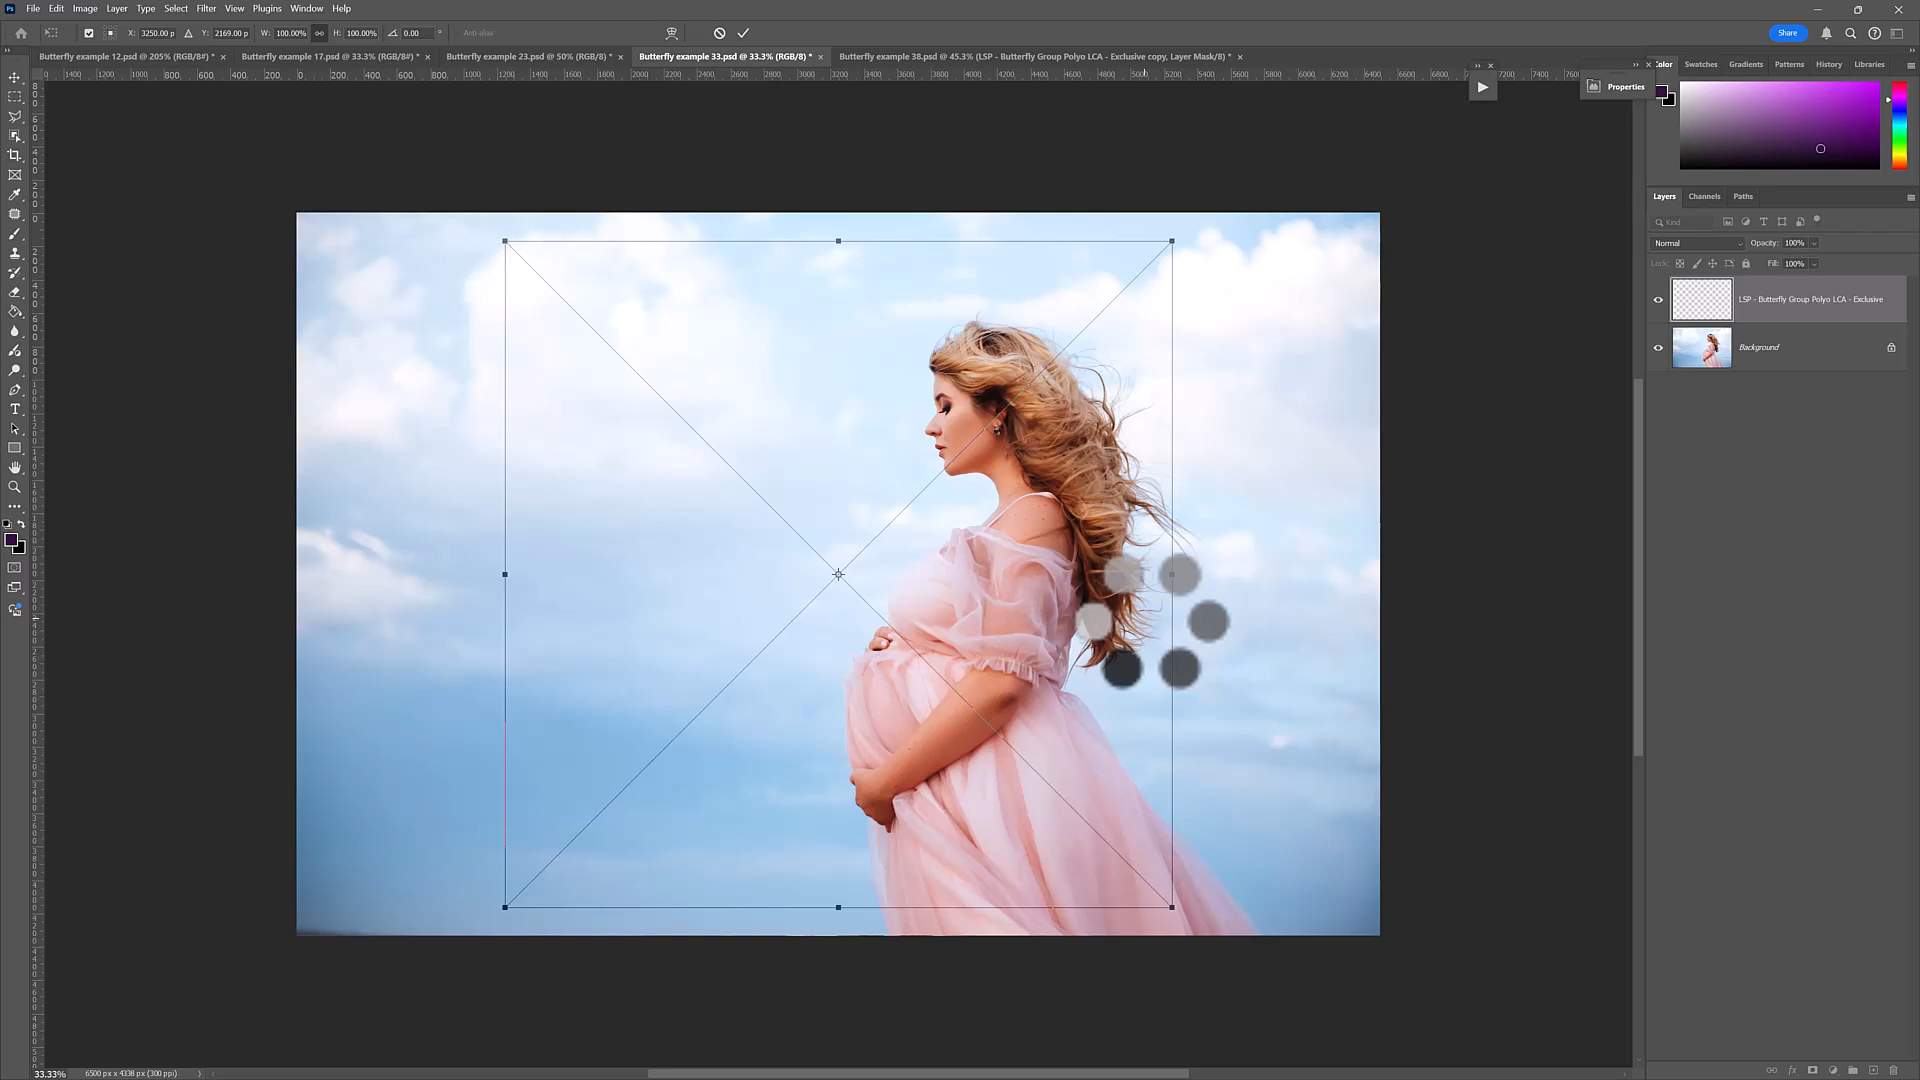 Ps File Edit Image Layer Type Select Filter View Plugins Window Help
X: 3250.00 p Y: 2169.00 p W: 100.00% H: 100.00% 0.00 ° Anti-alias Share
Butterfly example 12.psd @ 205% (RGB/8#) * × Butterfly example 17.psd @ 33.3% (RGB/8#) * × Butterfly example 23.psd @ 50% (RGB/8) * × Butterfly example 33.psd @ 33.3% (RGB/8) * × Butterfly example 38.psd @ 45.3% (LSP - Butterfly Group Polyo LCA - Exclusive copy, Layer Mask/8) * ×
Color Swatches Gradients Patterns History Libraries
Properties
Layers Channels Paths
Kind
Normal Opacity: 100%
Lock: Fill: 100%
LSP - Butterfly Group Polyo LCA - Exclusive
Background
fx
33.33% 6500 px x 4338 px (300 ppi)